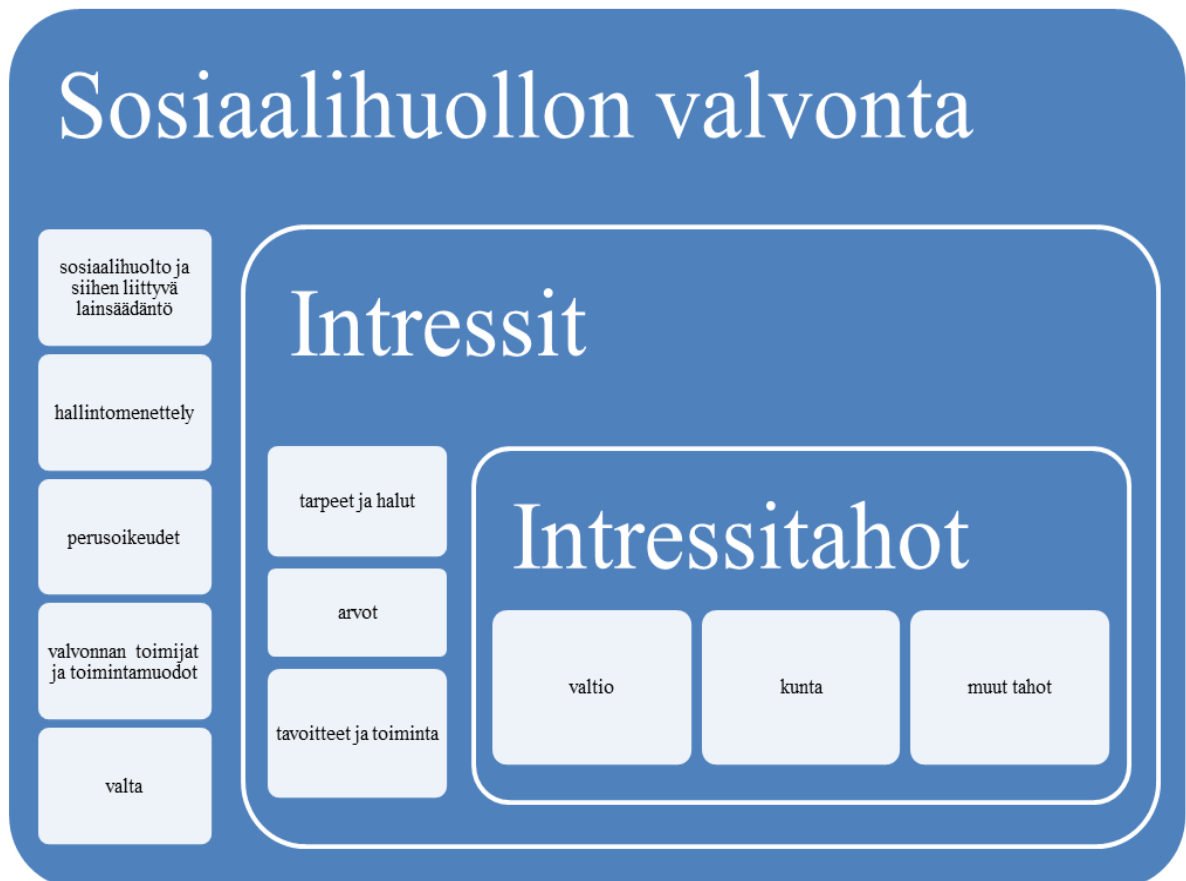 Sosiaalihuollon valvonta
sosiaalihuolto ja
siihen liittyvä
lainsäädäntö
hallintomenettely
perusoikeudet
valvonnan toimijat
ja toimintamuodot
valta
Intressit
tarpeet ja halut
arvot
tavoitteet ja toiminta
Intressitahot
valtio
kunta
muut tahot